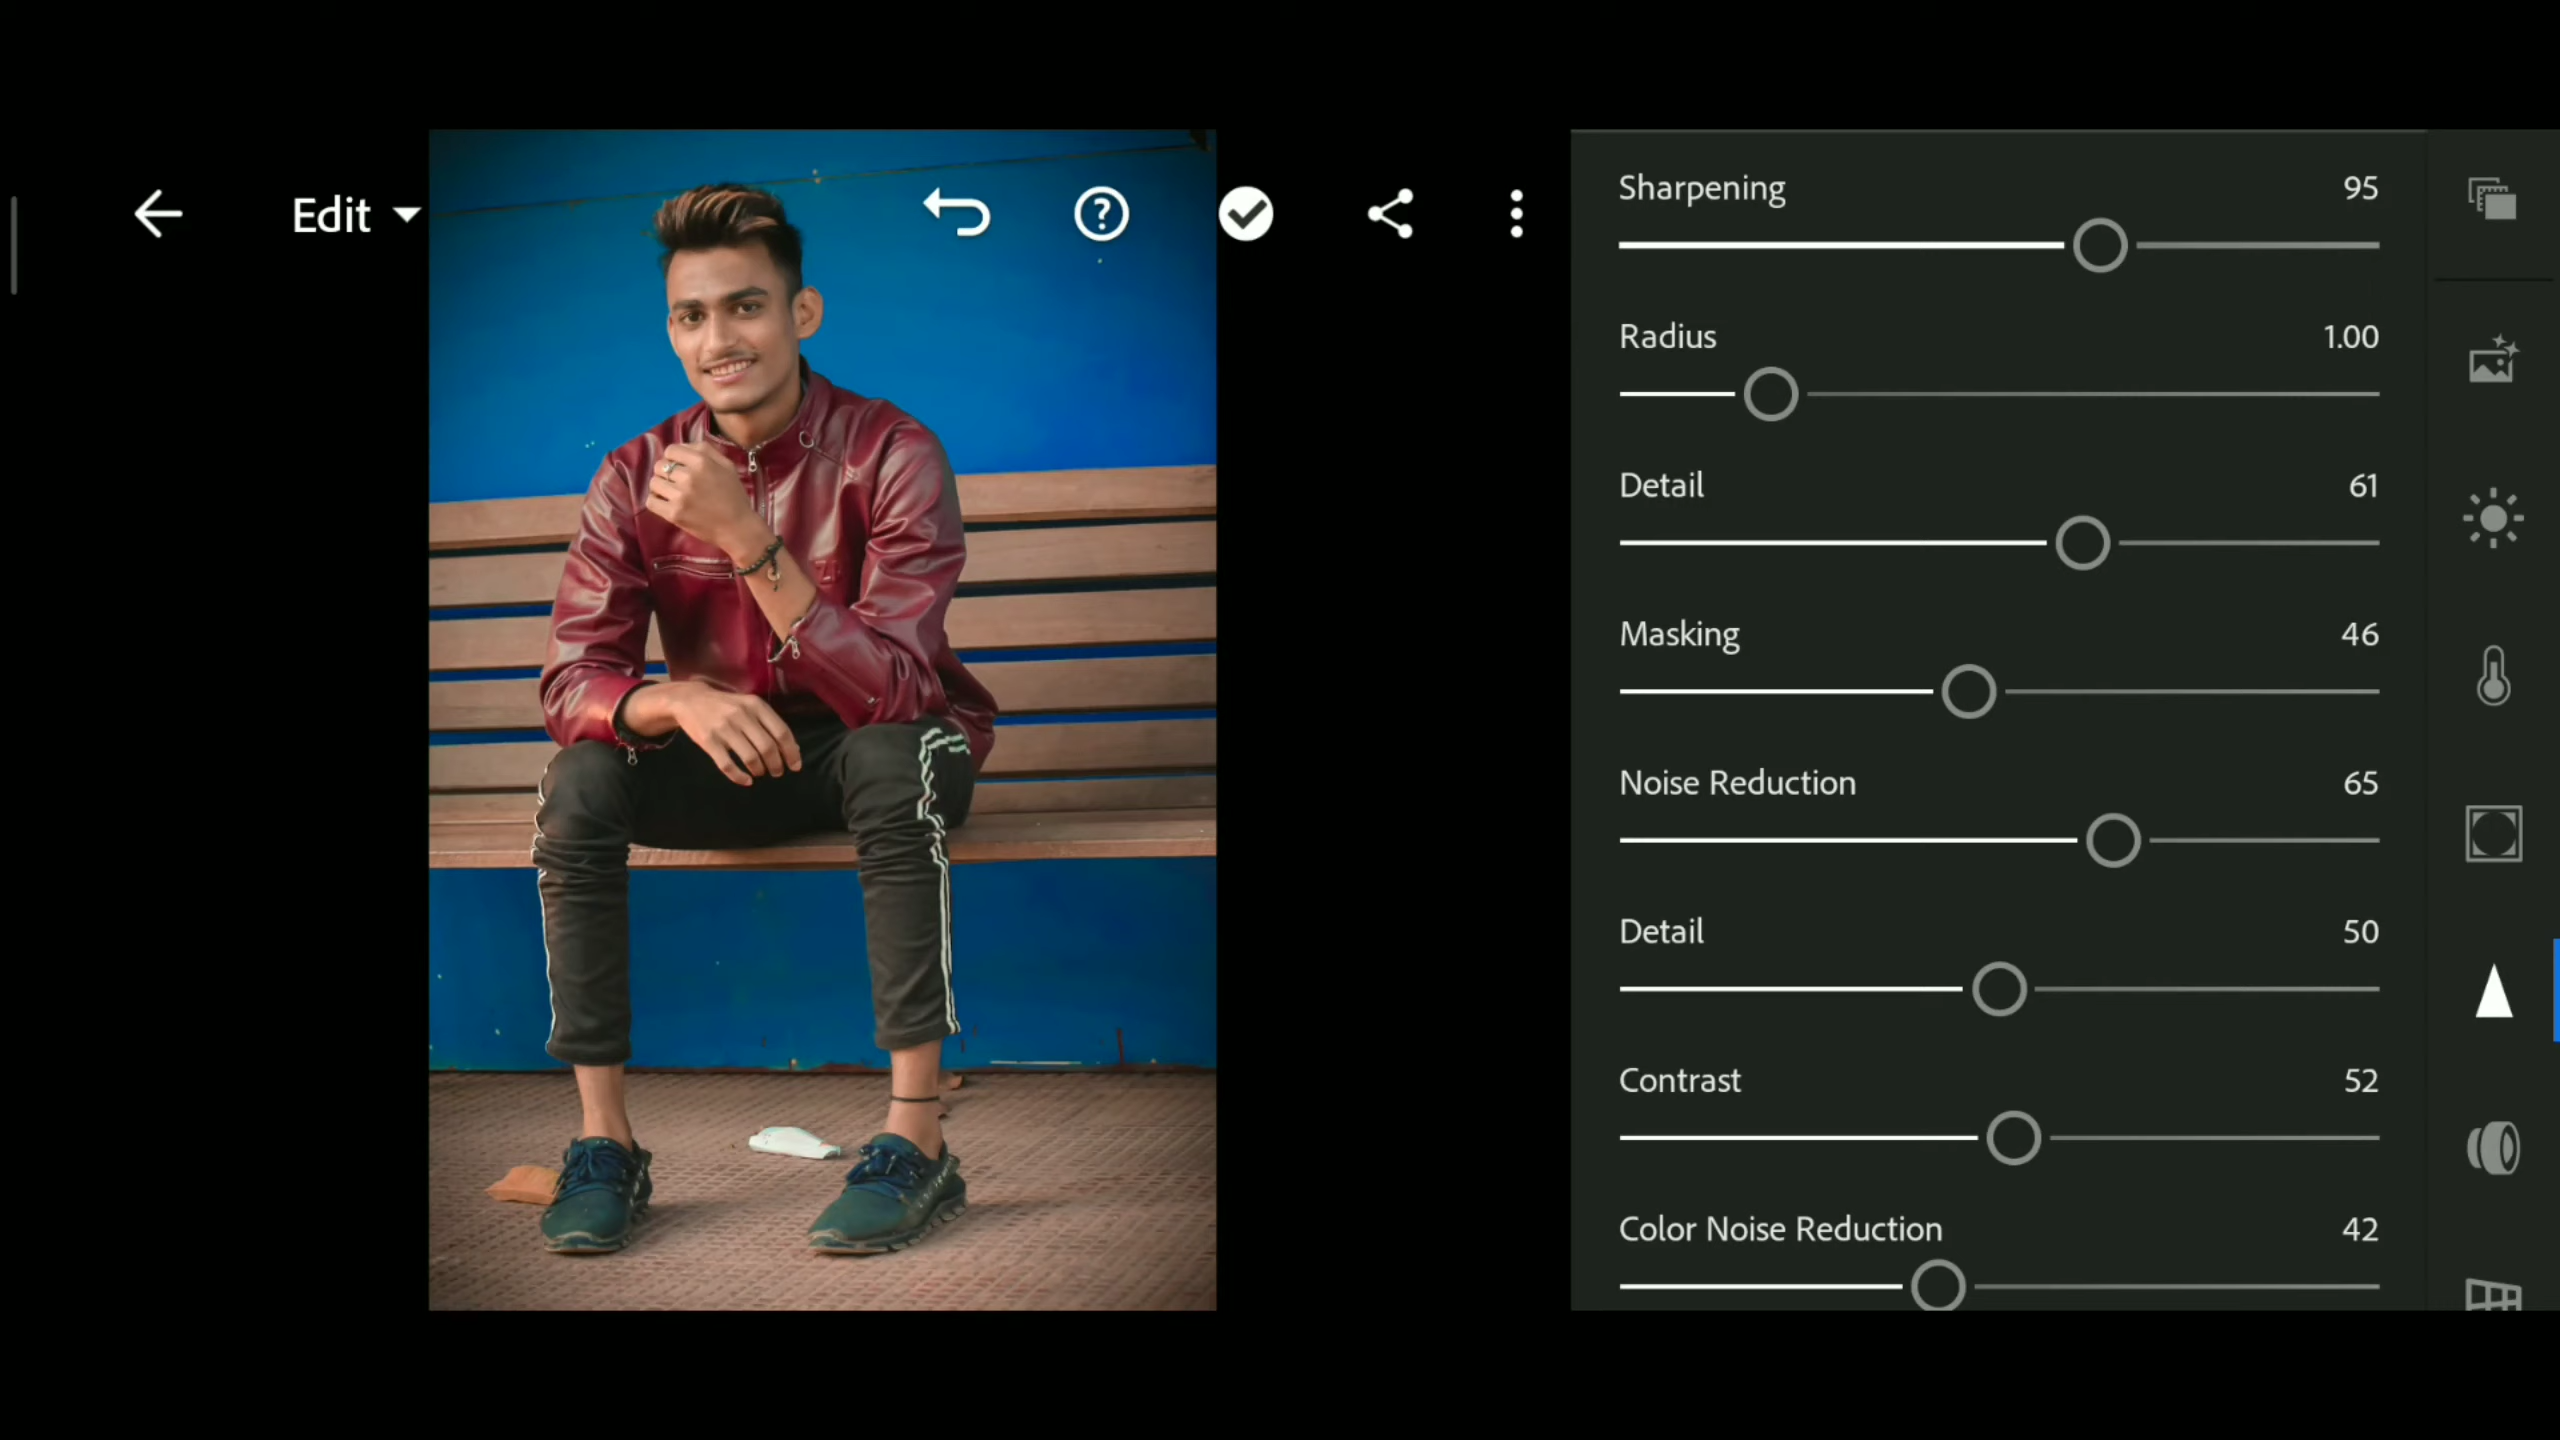 Edit
Sharpening 95
Radius 1.00
Detail 61
Masking 46
Noise Reduction 65
Detail 50
Contrast 52
Color Noise Reduction 42